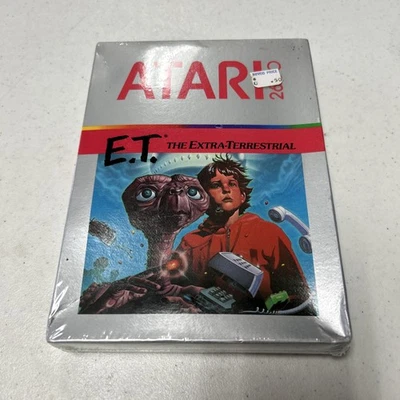 ATARI 2600
E.T. THE EXTRA-TERRESTRIAL